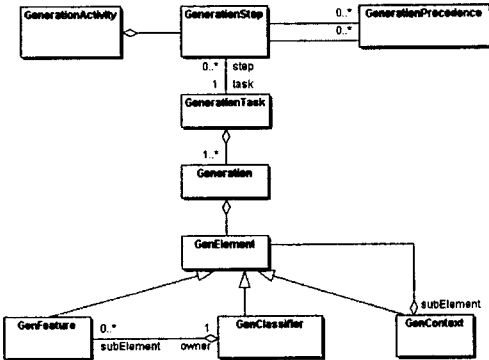 GenerationActivity GenerationStep GenerationPrecedence
0..*
0..*
0..* step
1 task
GenerationTask
1..*
Generation
GenElement
subElement
GenFeature GenClassifier GenContext
0..* 1
subElement owner